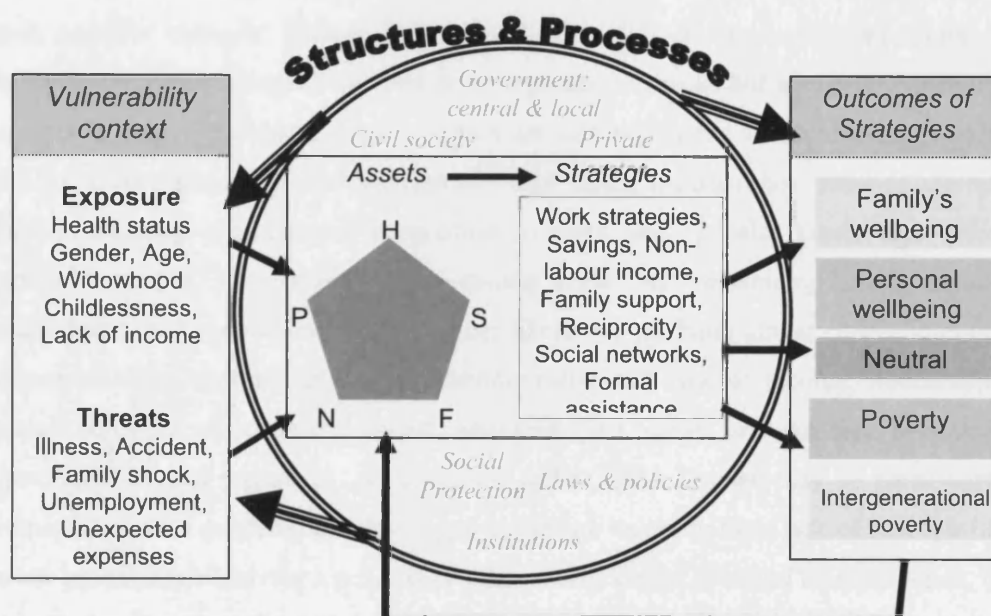 Structures & Processes
Vulnerability
context
Exposure
Health status
Gender, Age,
Widowhood
Childlessness,
Lack of income
Threats
Illness, Accident,
Family shock,
Unemployment,
Unexpected
expenses
Government:
central & local
Civil society
Private
Assets
Strategies
H
P
S
N
F
Work strategies,
Savings, Non-
labour income,
Family support,
Reciprocity,
Social networks,
Formal
assistance
Social
Protection
Laws & policies
Institutions
Outcomes of
Strategies
Family's
wellbeing
Personal
wellbeing
Neutral
Poverty
Intergenerational
poverty